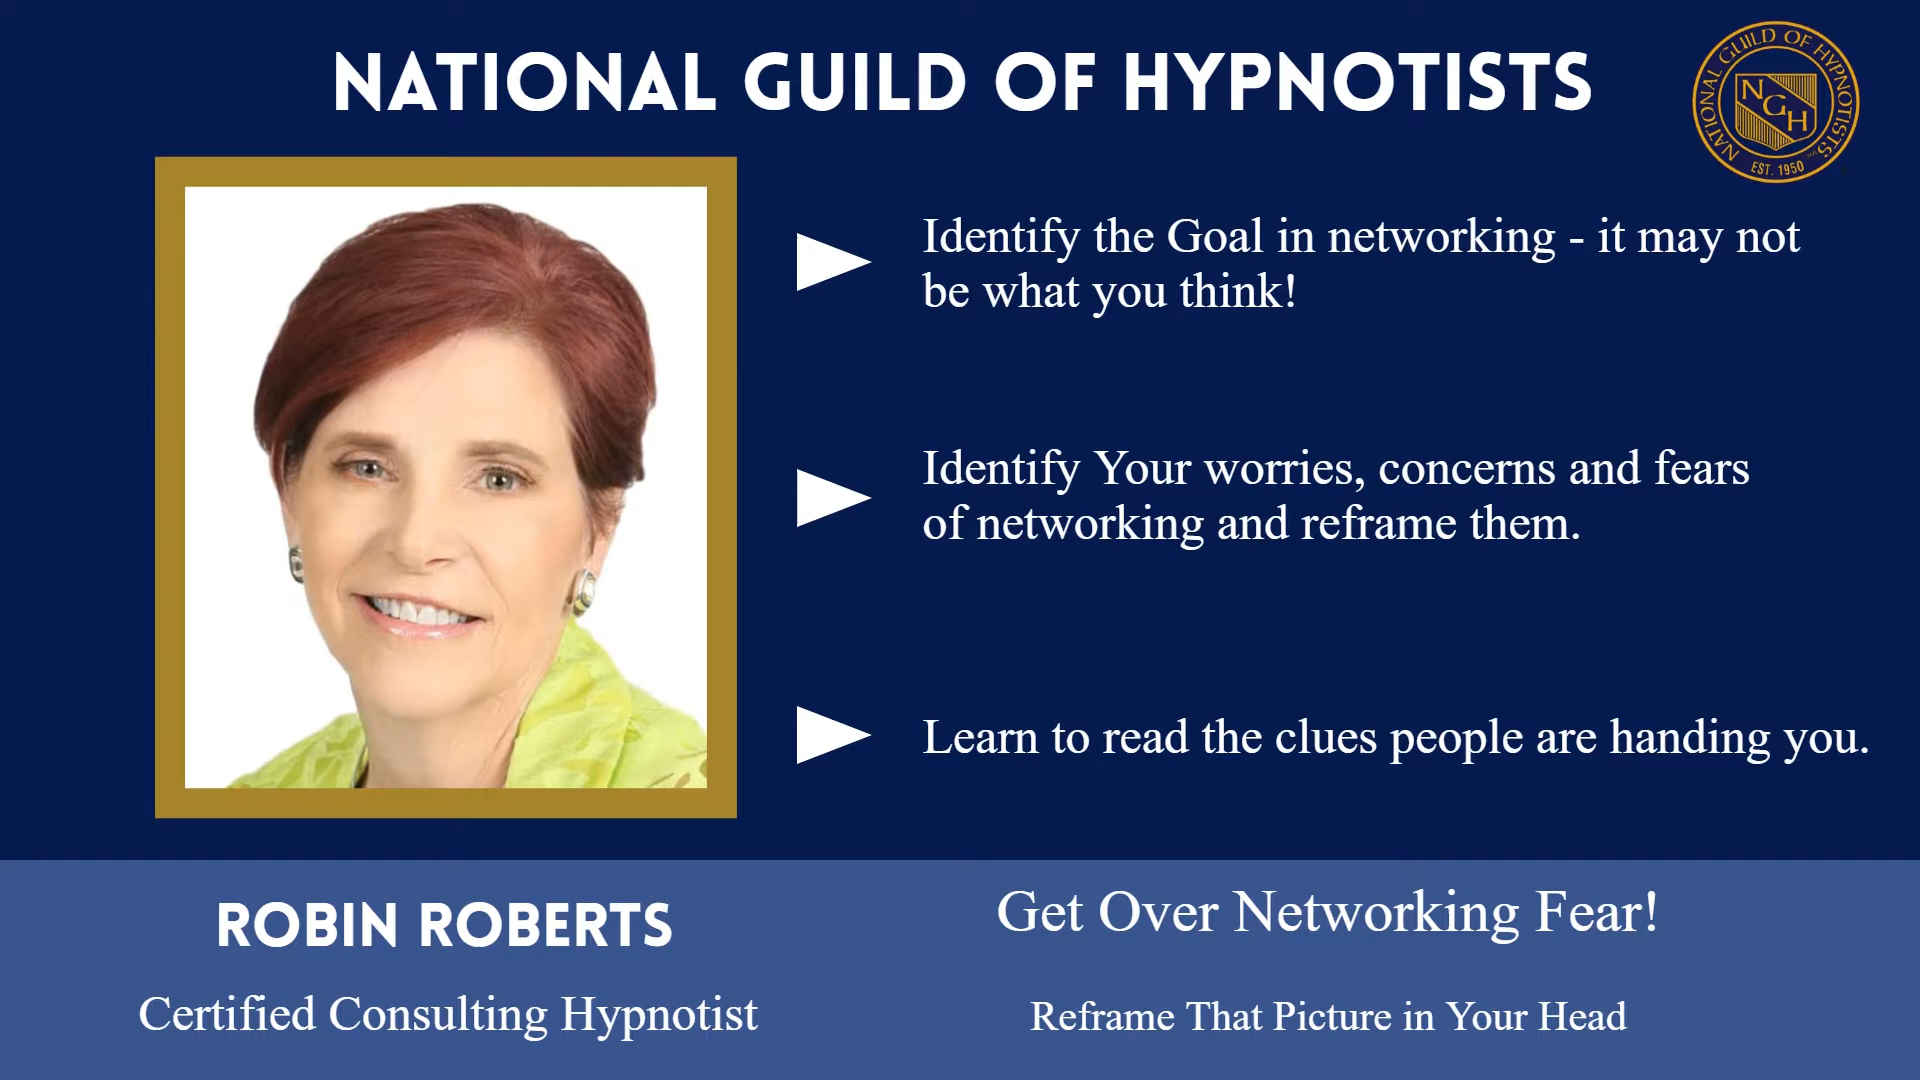 NATIONAL GUILD OF HYPNOTISTS
NATIONAL GUILD OF HYPNOTISTS
NGH
EST. 1950
Identify the Goal in networking - it may not
be what you think!
Identify Your worries, concerns and fears
of networking and reframe them.
Learn to read the clues people are handing you.
ROBIN ROBERTS
Certified Consulting Hypnotist
Get Over Networking Fear!
Reframe That Picture in Your Head